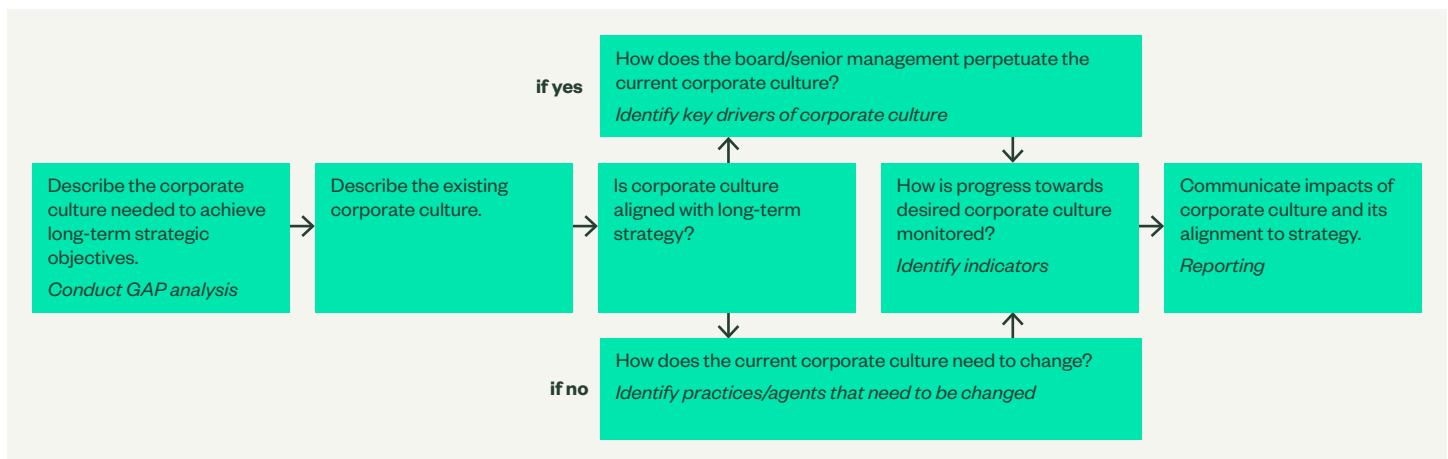 How does the board/senior management perpetuate the
current corporate culture?
Identify key drivers of corporate culture
if yes
Describe the corporate
culture needed to achieve
long-term strategic
objectives.
Conduct GAP analysis
Describe the existing
corporate culture.
Is corporate culture
aligned with long-term
strategy?
How is progress towards
desired corporate culture
monitored?
Identify indicators
Communicate impacts of
corporate culture and its
alignment to strategy.
Reporting
if no
How does the current corporate culture need to change?
Identify practices/agents that need to be changed